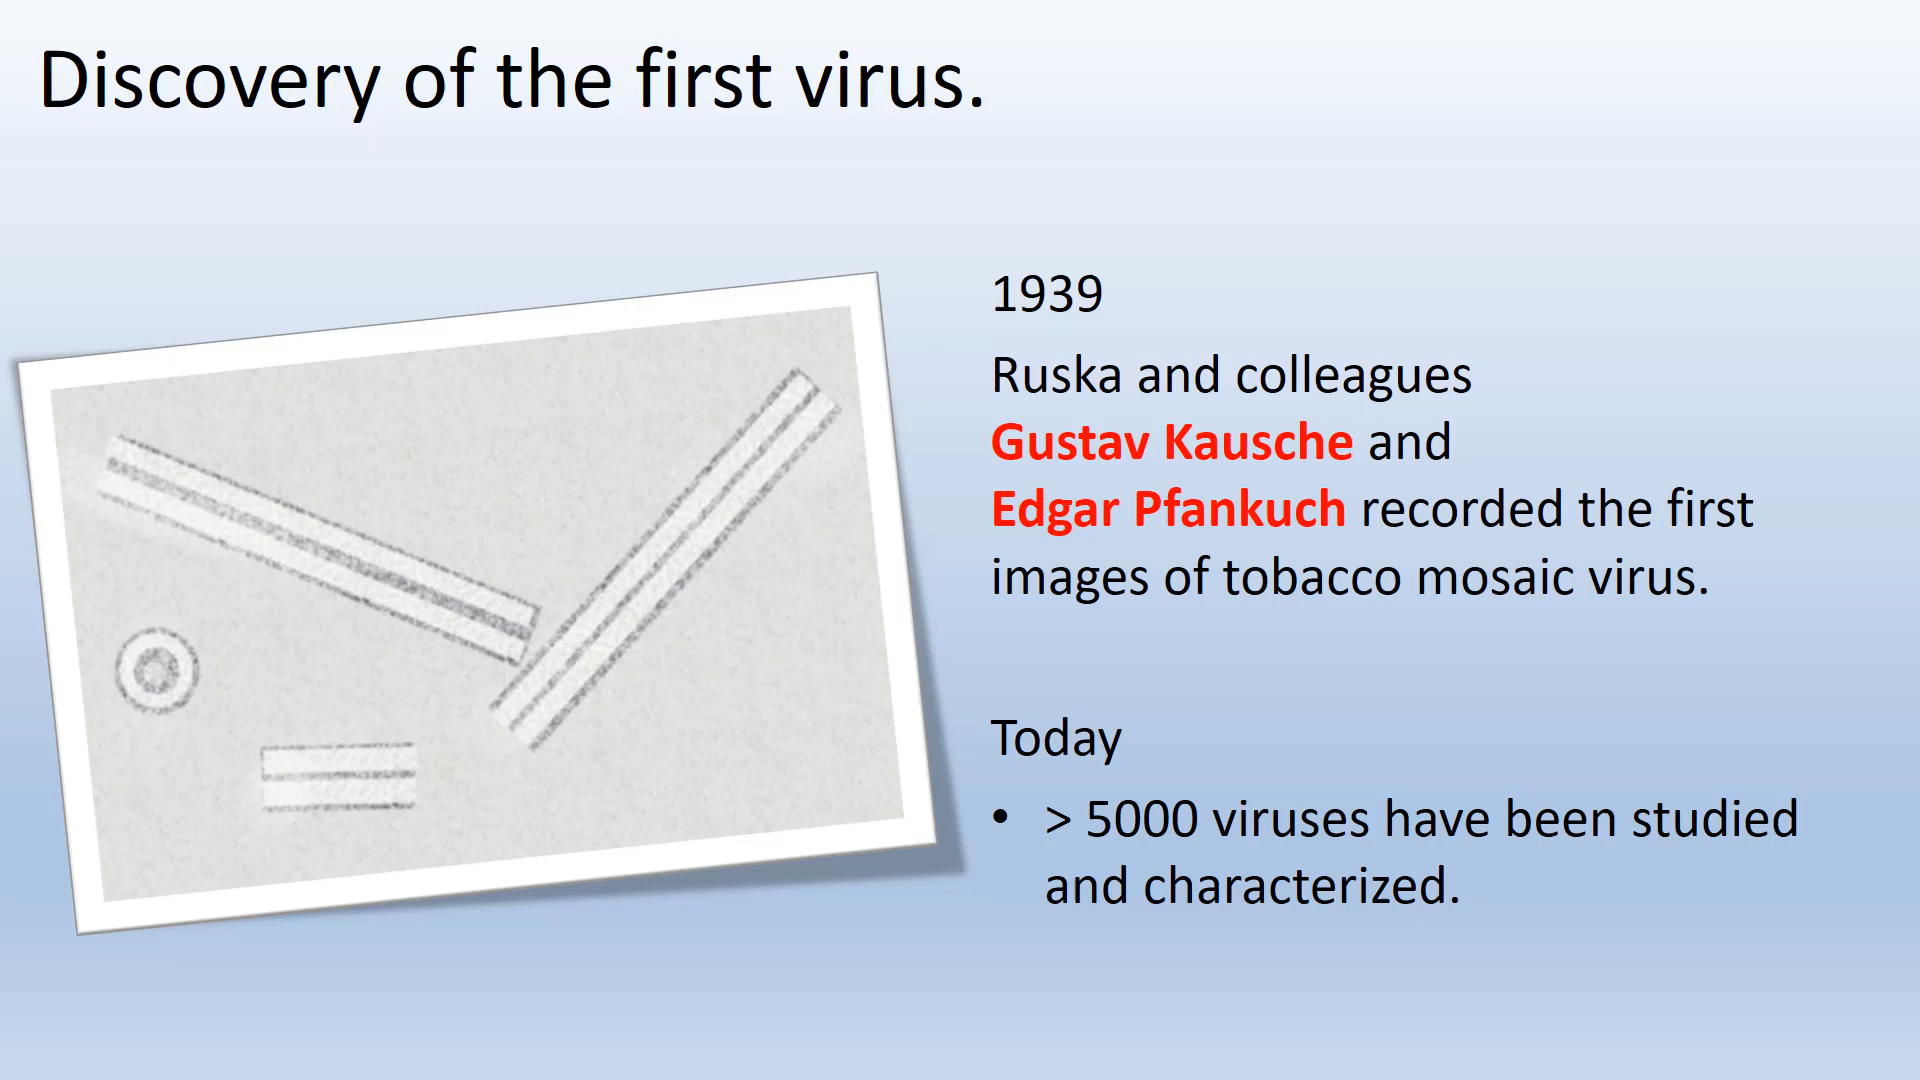 Discovery of the first virus.
1939
Ruska and colleagues
Gustav Kausche and
Edgar Pfankuch recorded the first
images of tobacco mosaic virus.
Today
• > 5000 viruses have been studied
and characterized.